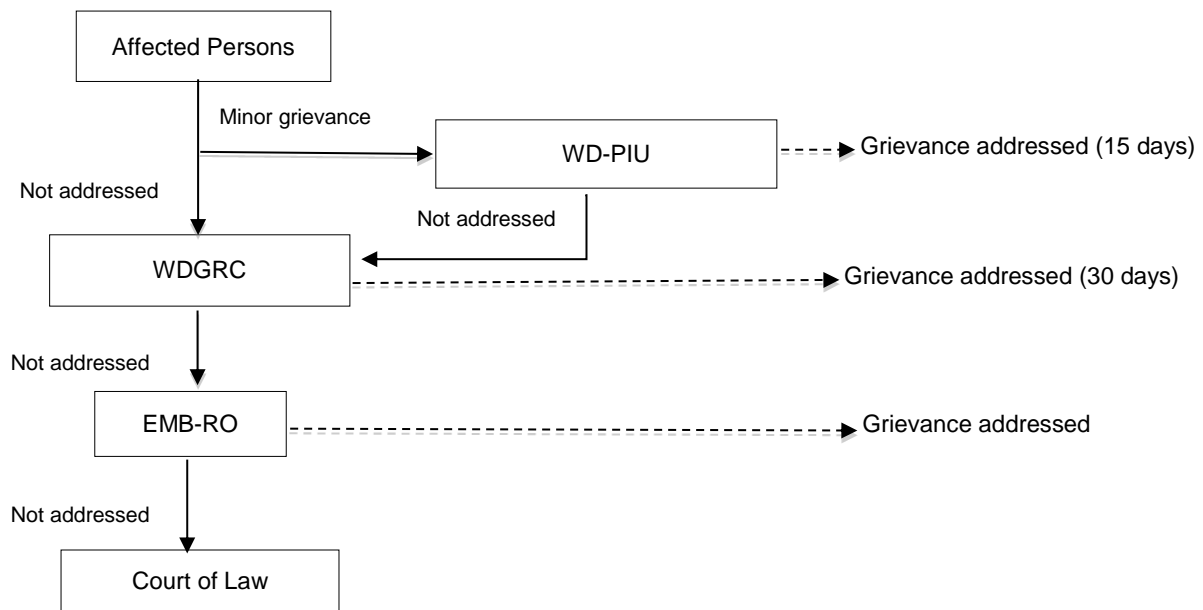 Affected Persons
Minor grievance
WD-PIU
Grievance addressed (15 days)
Not addressed
Not addressed
WDGRC
Grievance addressed (30 days)
Not addressed
EMB-RO
Grievance addressed
Not addressed
Court of Law